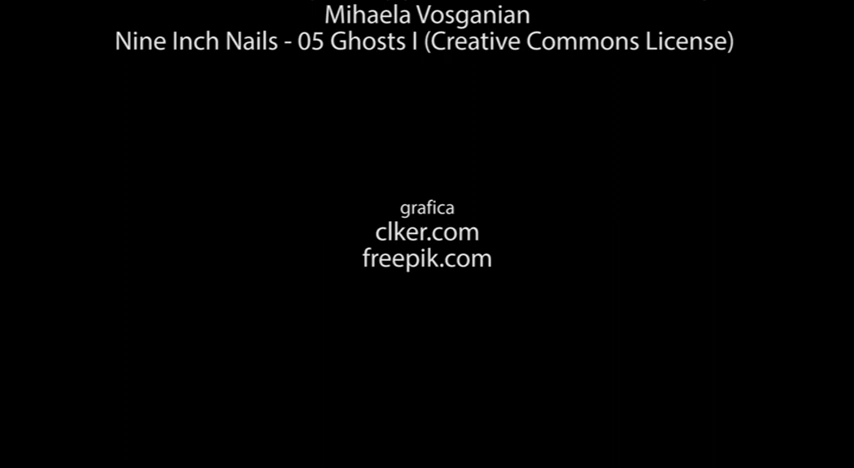 Mihaela Vosganian
Nine Inch Nails - 05 Ghosts I (Creative Commons License)
grafica
clker.com
freepik.com